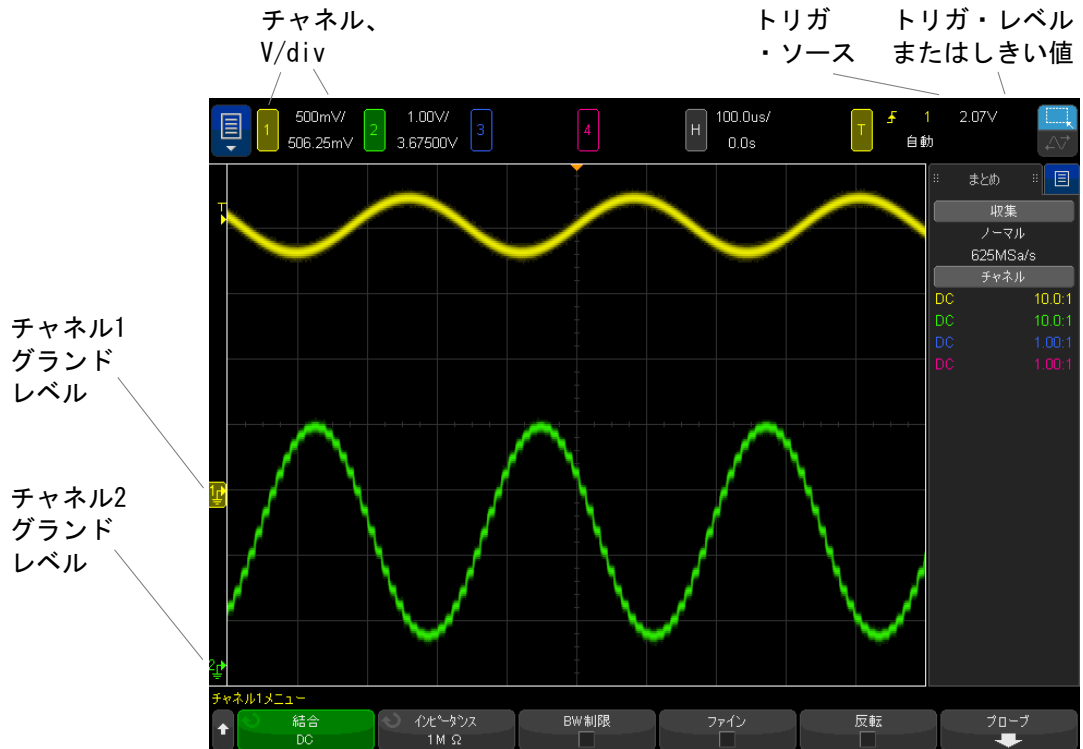 チャネル、
V/div
トリガ
・ソース
トリガ・レベル
またはしきい値
1
500mV/
506.25mV
2
1.00V/
3.67500V
3
4
H
100.0us/
0.0s
T
1
自動
2.07V
まとめ
収集
ノーマル
625MSa/s
チャネル
DC 10.0:1
DC 10.0:1
DC 1.00:1
DC 1.00:1
T
チャネル1
グランド
レベル
1
チャネル2
グランド
レベル
2
チャネル1メニュー
結合
DC
インピーダンス
1M Ω
BW制限
ファイン
反転
プローブ